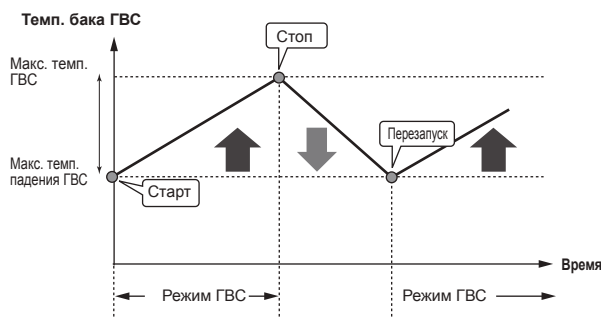 Темп. бака ГВС
Стоп
Макс. темп.
ГВС
Перезапуск
Макс. темп.
падения ГВС
Старт
Время
Режим ГВС
Режим ГВС